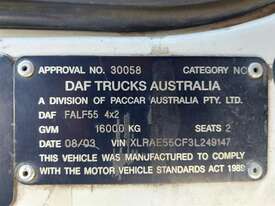 APPROVAL NO. 30058 CATEGORY NC
DAF TRUCKS AUSTRALIA
A DIVISION OF PACCAR AUSTRALIA PTY. LTD.
DAF FALF55 4x2
GVM 16000 KG SEATS 2
DATE 08/03 VIN XLRAE55CF3L249147
THIS VEHICLE WAS MANUFACTURED TO COMPLY
WITH THE MOTOR VEHICLE STANDARDS ACT 1989